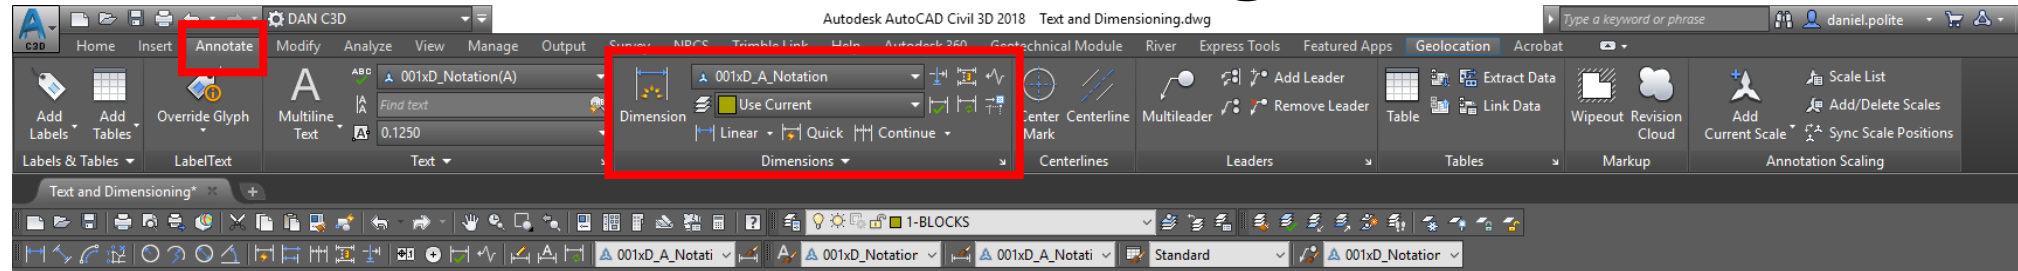 DAN C3D
Autodesk AutoCAD Civil 3D 2018 Text and Dimensioning.dwg
Type a keyword or phrase
daniel.polite
C3D Home Insert Annotate Modify Analyze View Manage Output Survey NRCS Trimble Link Help Autodesk 360 Geotechnical Module River Express Tools Featured Apps Geolocation Acrobat
ABC 001xD_Notation(A) 001xD_A_Notation Add Leader Extract Data Scale List
Find text Use Current Remove Leader Link Data Add/Delete Scales
Add Labels Add Tables Override Glyph Multiline Text 0.1250 Dimension Linear Quick Continue Center Mark Centerline Multileader Table Wipeout Revision Cloud Add Current Scale Sync Scale Positions
Labels & Tables LabelText Text Dimensions Centerlines Leaders Tables Markup Annotation Scaling
Text and Dimensioning*
1-BLOCKS
001xD_A_Notati 001xD_Notation 001xD_A_Notati Standard 001xD_Notation